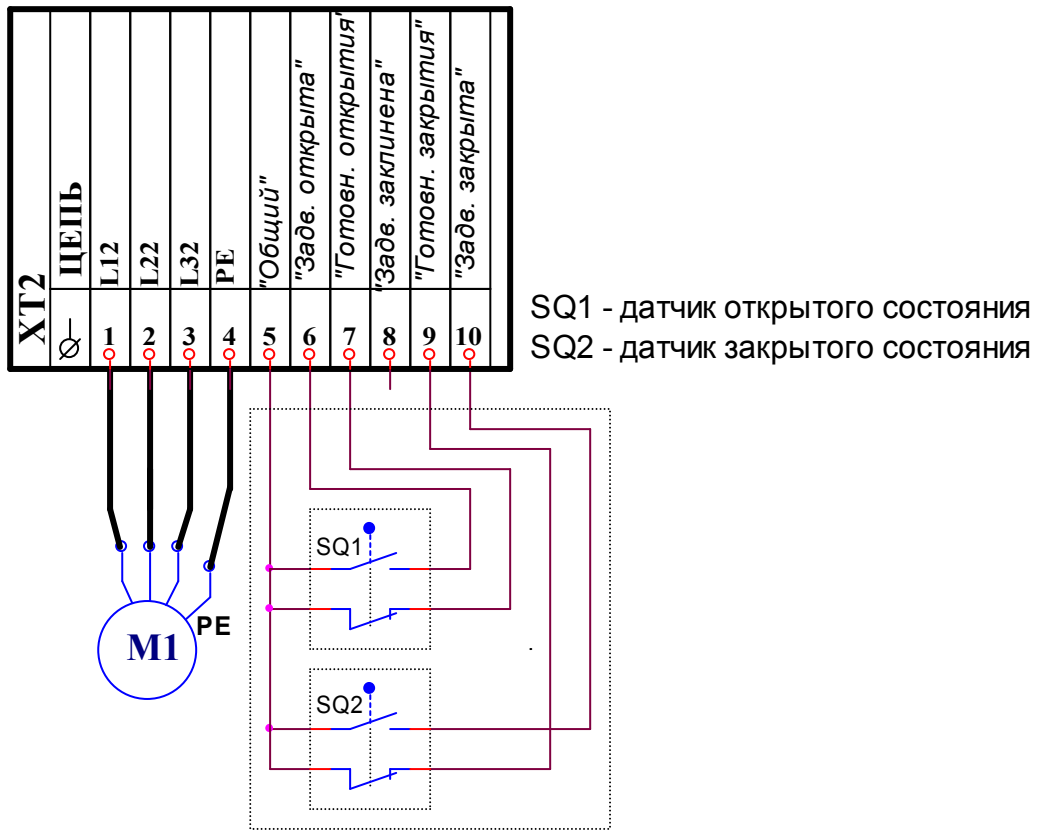 XT2
ЦЕПЬ
L12
L22
L32
PE
"Общий"
"Задв. открыта"
"Готовн. открытия"
"Задв. заклинена"
"Готовн. закрытия"
"Задв. закрыта"
1 2 3 4 5 6 7 8 9 10
SQ1 - датчик открытого состояния
SQ2 - датчик закрытого состояния
SQ1
PE
M1
SQ2